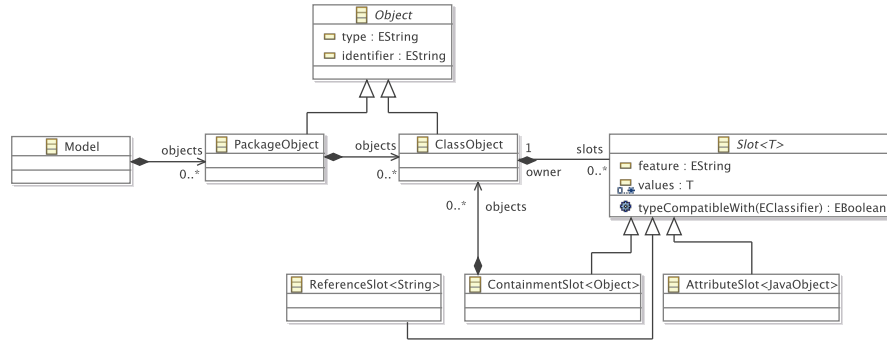 Object
type : EString
identifier : EString
Model
objects
0..*
PackageObject
objects
0..*
ClassObject
1
owner
slots
0..*
Slot<T>
feature : EString
0..*
values : T
typeCompatibleWith(EClassifier) : EBoolean
0..*
objects
ReferenceSlot<String>
ContainmentSlot<Object>
AttributeSlot<JavaObject>